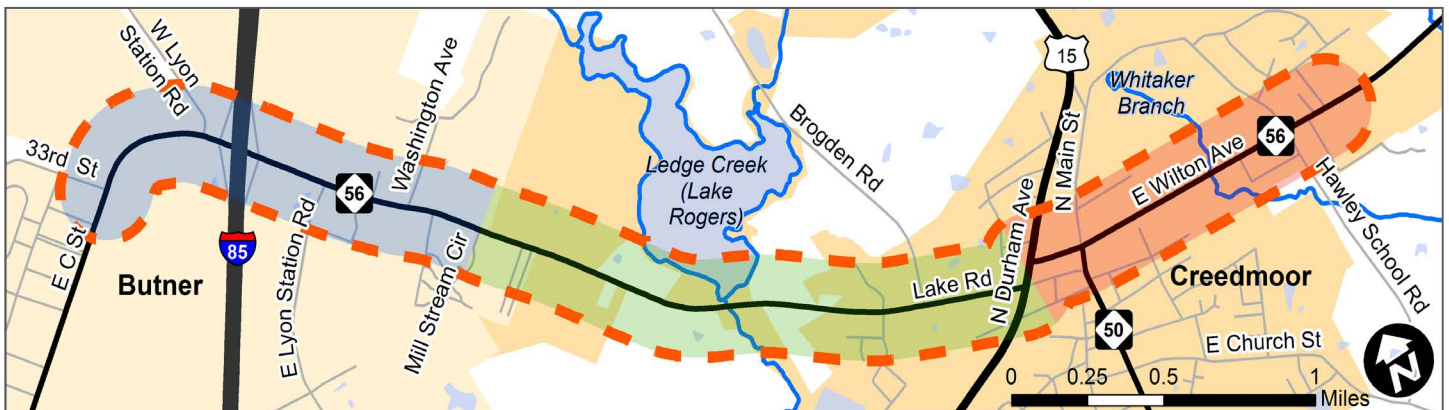 W Lyon
Station Rd
33rd St
E C St
Butner
85
E Lyon Station Rd
56
Washington Ave
Mill Stream Cir
Ledge Creek
(Lake
Rogers)
Brogden Rd
Lake Rd
N Durham Ave
15
N Main St
Whitaker
Branch
E Wilton Ave
56
Hawley School Rd
Creedmoor
50
E Church St
N
0 0.25 0.5 1
Miles